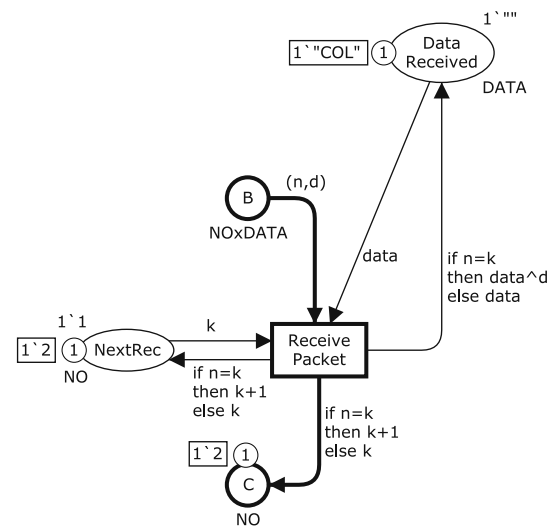 1`""
1`"COL"
1
Data
Received
DATA
(n,d)
B
NOxDATA
data
if n=k
then data^d
else data
1`1
k
1`2
1
NextRec
NO
Receive
Packet
if n=k
then k+1
else k
if n=k
then k+1
else k
1`2
1
C
NO